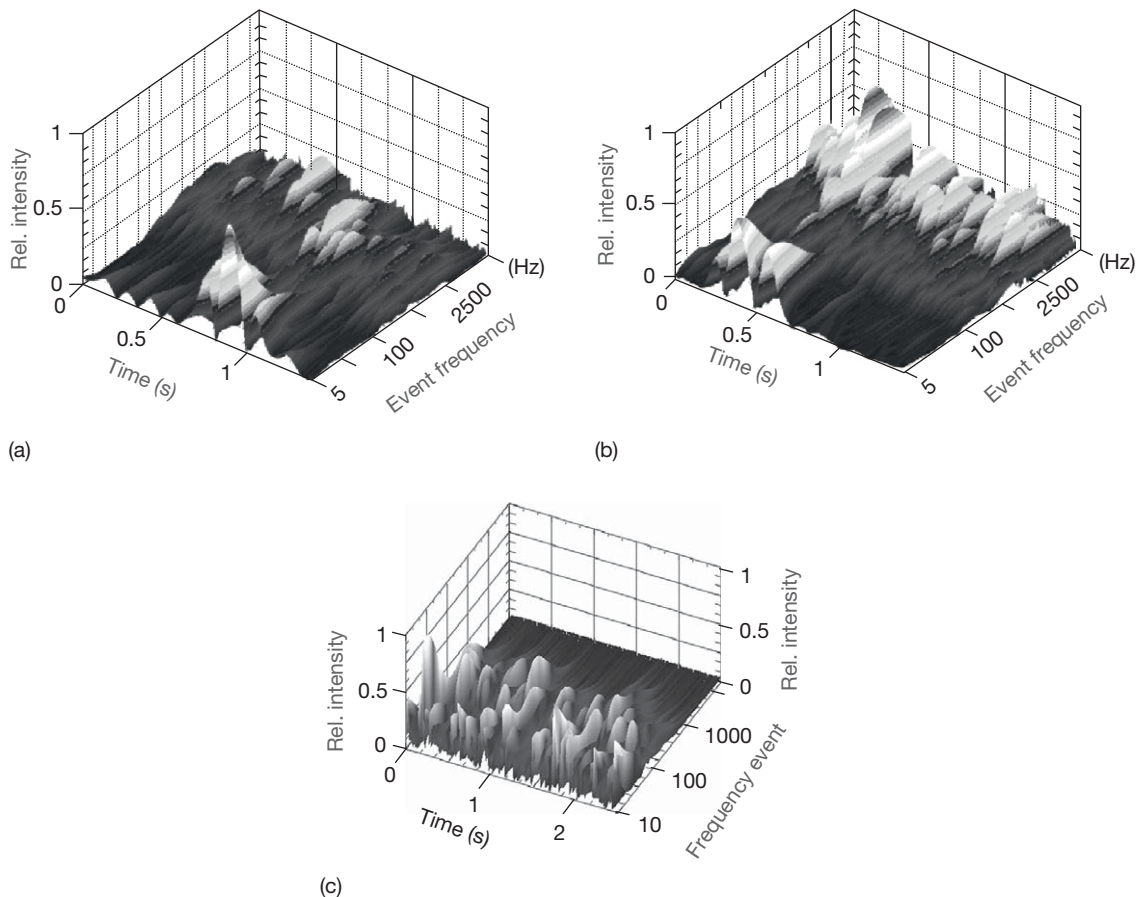 1
Rel. intensity
0.5
0
0
0.5
Time (s)
1
5
100
Event frequency
2500
(Hz)
(a)
1
Rel. intensity
0.5
0
0
0.5
Time (s)
1
5
100
Event frequency
2500
(Hz)
(b)
1
Rel. intensity
0.5
0
0
1
Time (s)
2
10
100
Frequency event
1000
0
0.5
Rel. intensity
1
(c)